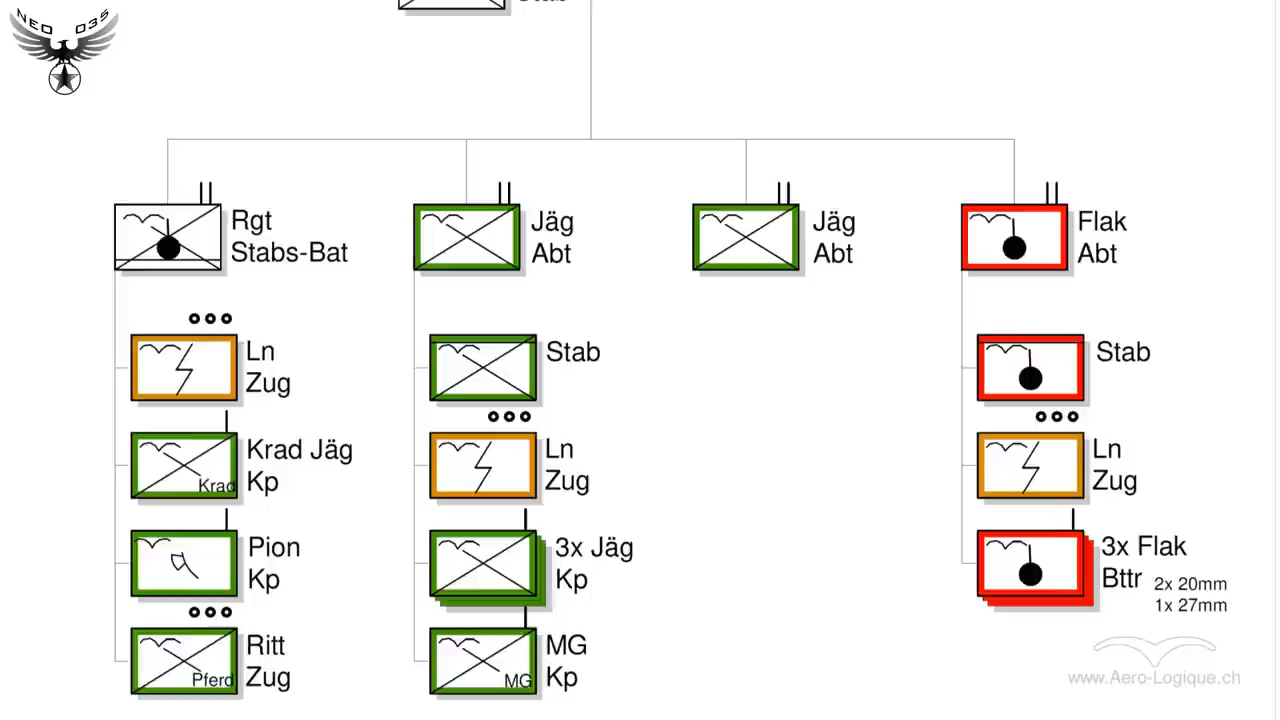 NEO 035
Stab
Rgt
Stabs-Bat
Jäg
Abt
Jäg
Abt
Flak
Abt
Ln
Zug
Krad Jäg
Kp
Krad
Pion
Kp
Ritt
Zug
Pferd
Stab
Ln
Zug
3x Jäg
Kp
MG
Kp
MG
Stab
Ln
Zug
3x Flak
Bttr
2x 20mm
1x 27mm
www.Aero-Logique.ch